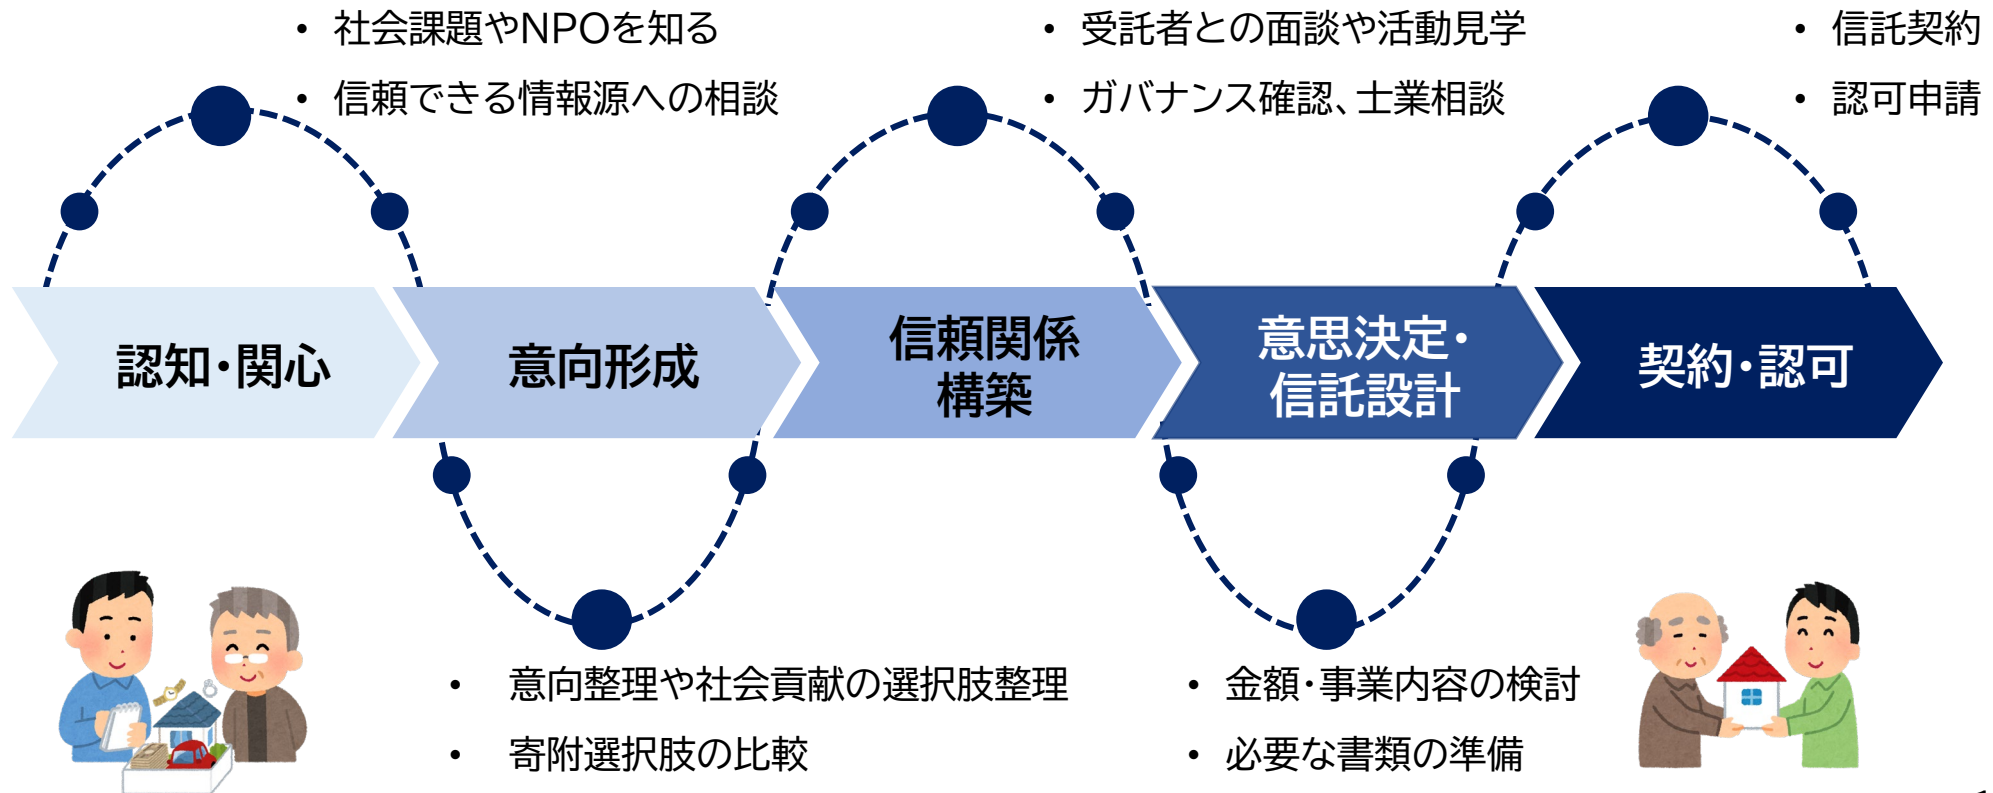 • 社会課題やNPOを知る
• 信頼できる情報源への相談
• 受託者との面談や活動見学
• ガバナンス確認、士業相談
• 信託契約
• 認可申請
認知・関心
意向形成
信頼関係
構築
意思決定・
信託設計
契約・認可
• 意向整理や社会貢献の選択肢整理
• 寄附選択肢の比較
• 金額・事業内容の検討
• 必要な書類の準備